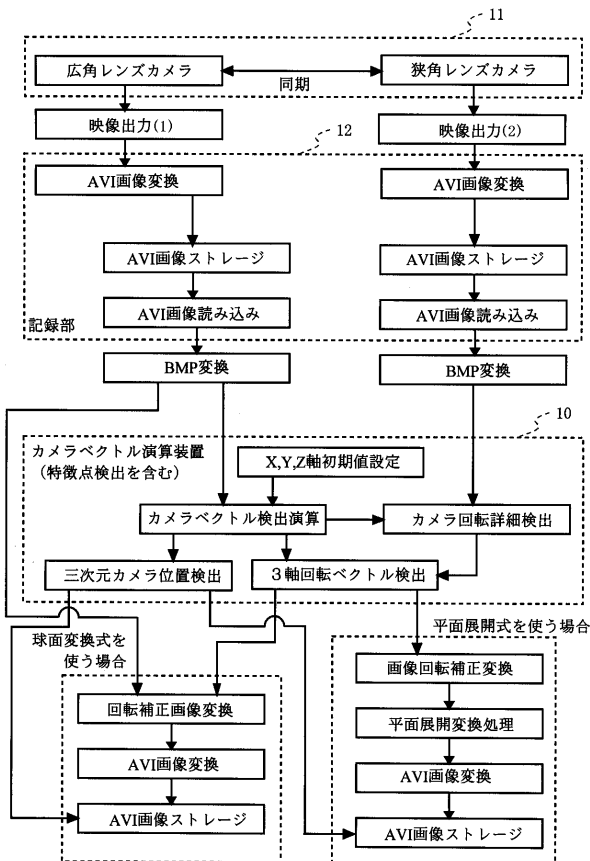 11
広角レンズカメラ
同期
狭角レンズカメラ
映像出力(1)
映像出力(2)
12
AVI画像変換
AVI画像変換
AVI画像ストレージ
AVI画像ストレージ
AVI画像読み込み
AVI画像読み込み
記録部
BMP変換
BMP変換
10
カメラベクトル演算装置
(特徴点検出を含む)
X,Y,Z軸初期値設定
カメラベクトル検出演算
カメラ回転詳細検出
三次元カメラ位置検出
3軸回転ベクトル検出
球面変換式を
使う場合
平面展開式を使う場合
回転補正画像変換
AVI画像変換
AVI画像ストレージ
画像回転補正変換
平面展開変換処理
AVI画像変換
AVI画像ストレージ